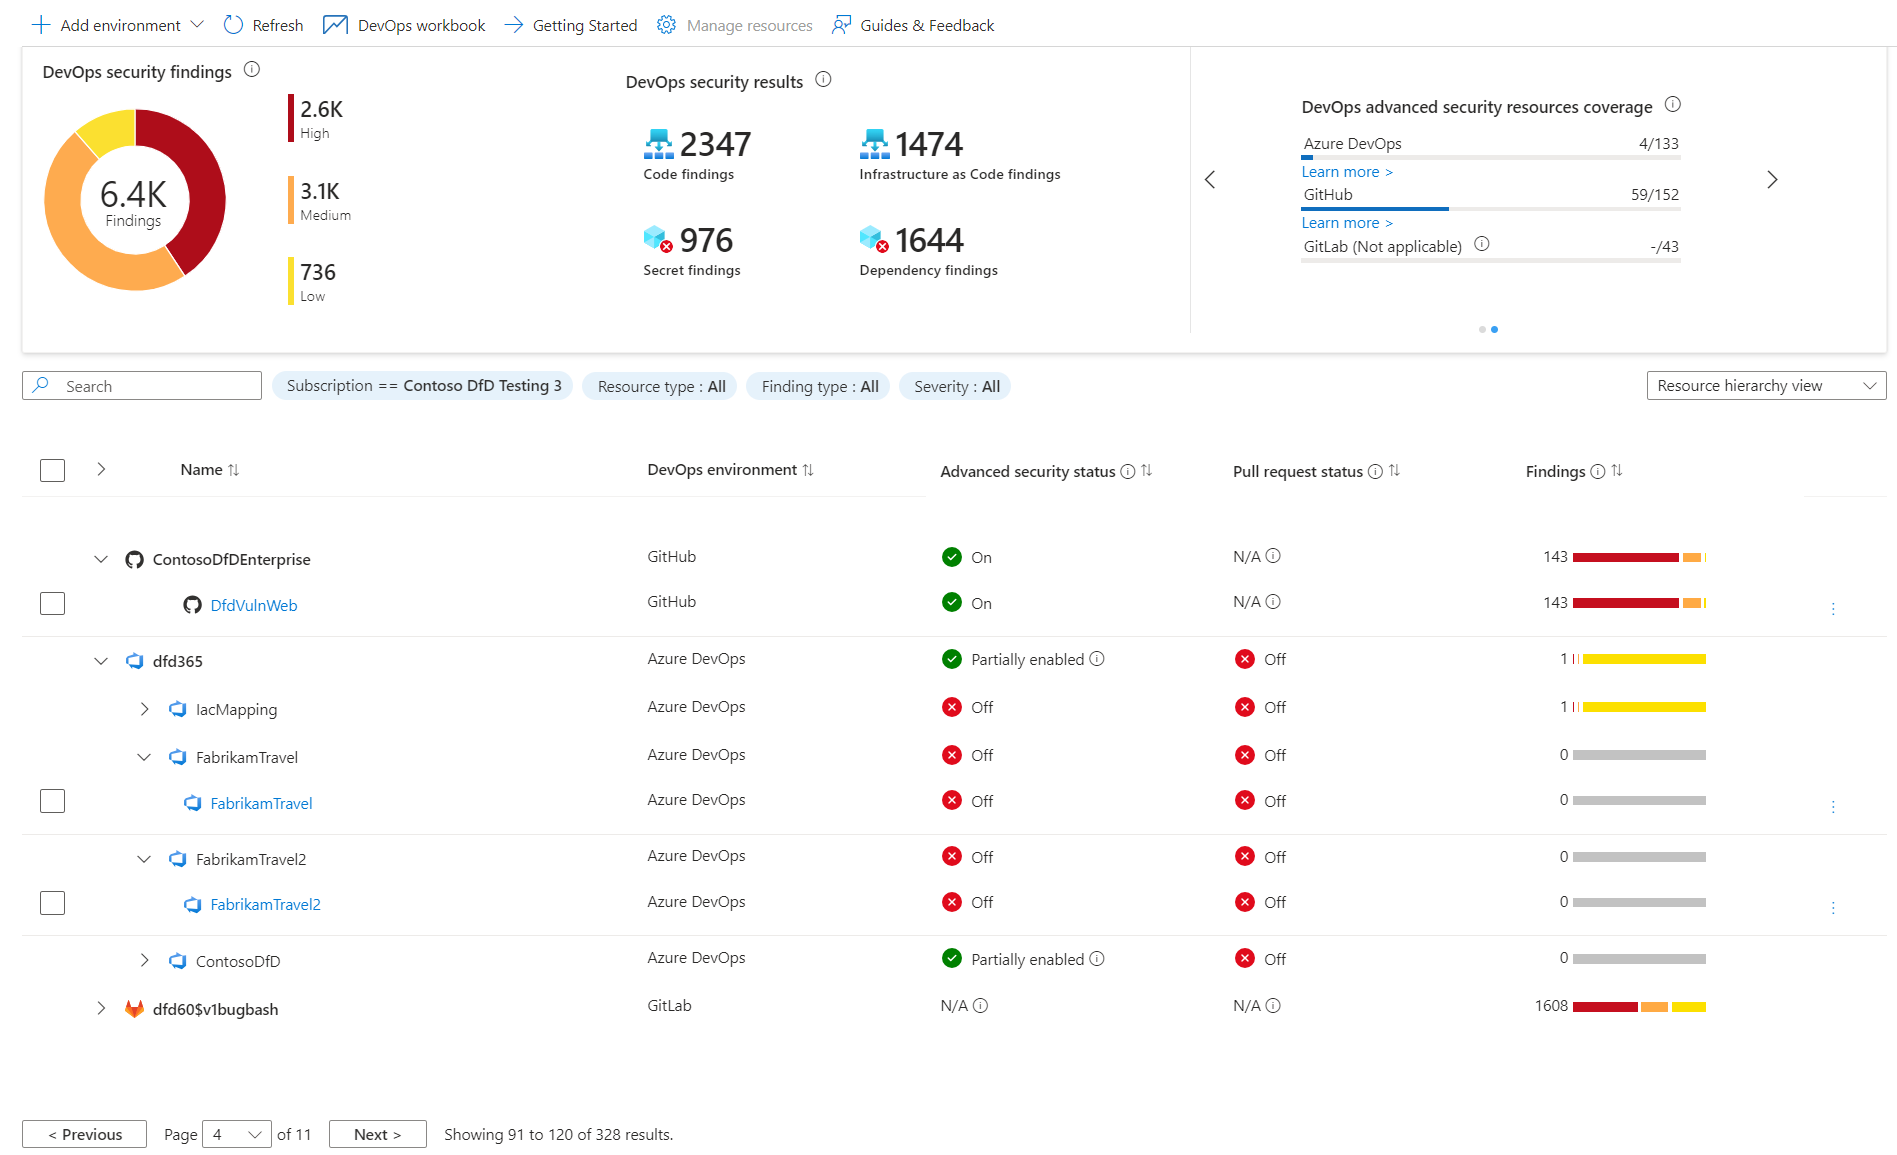 Add environment Refresh DevOps workbook Getting Started Manage resources Guides & Feedback
DevOps security findings
6.4K
Findings
2.6K
High
3.1K
Medium
736
Low
DevOps security results
2347
Code findings
1474
Infrastructure as Code findings
976
Secret findings
1644
Dependency findings
DevOps advanced security resources coverage
Azure DevOps 4/133
Learn more >
GitHub 59/152
Learn more >
GitLab (Not applicable) -/43
Search Subscription == Contoso DfD Testing 3 Resource type : All Finding type : All Severity : All Resource hierarchy view
Name DevOps environment Advanced security status Pull request status Findings
ContosoDfDEnterprise GitHub On N/A 143
DfdVulnWeb GitHub On N/A 143
dfd365 Azure DevOps Partially enabled Off 1
IacMapping Azure DevOps Off Off 1
FabrikamTravel Azure DevOps Off Off 0
FabrikamTravel Azure DevOps Off Off 0
FabrikamTravel2 Azure DevOps Off Off 0
FabrikamTravel2 Azure DevOps Off Off 0
ContosoDfD Azure DevOps Partially enabled Off 0
dfd60$v1bugbash GitLab N/A N/A 1608
< Previous Page 4 of 11 Next > Showing 91 to 120 of 328 results.